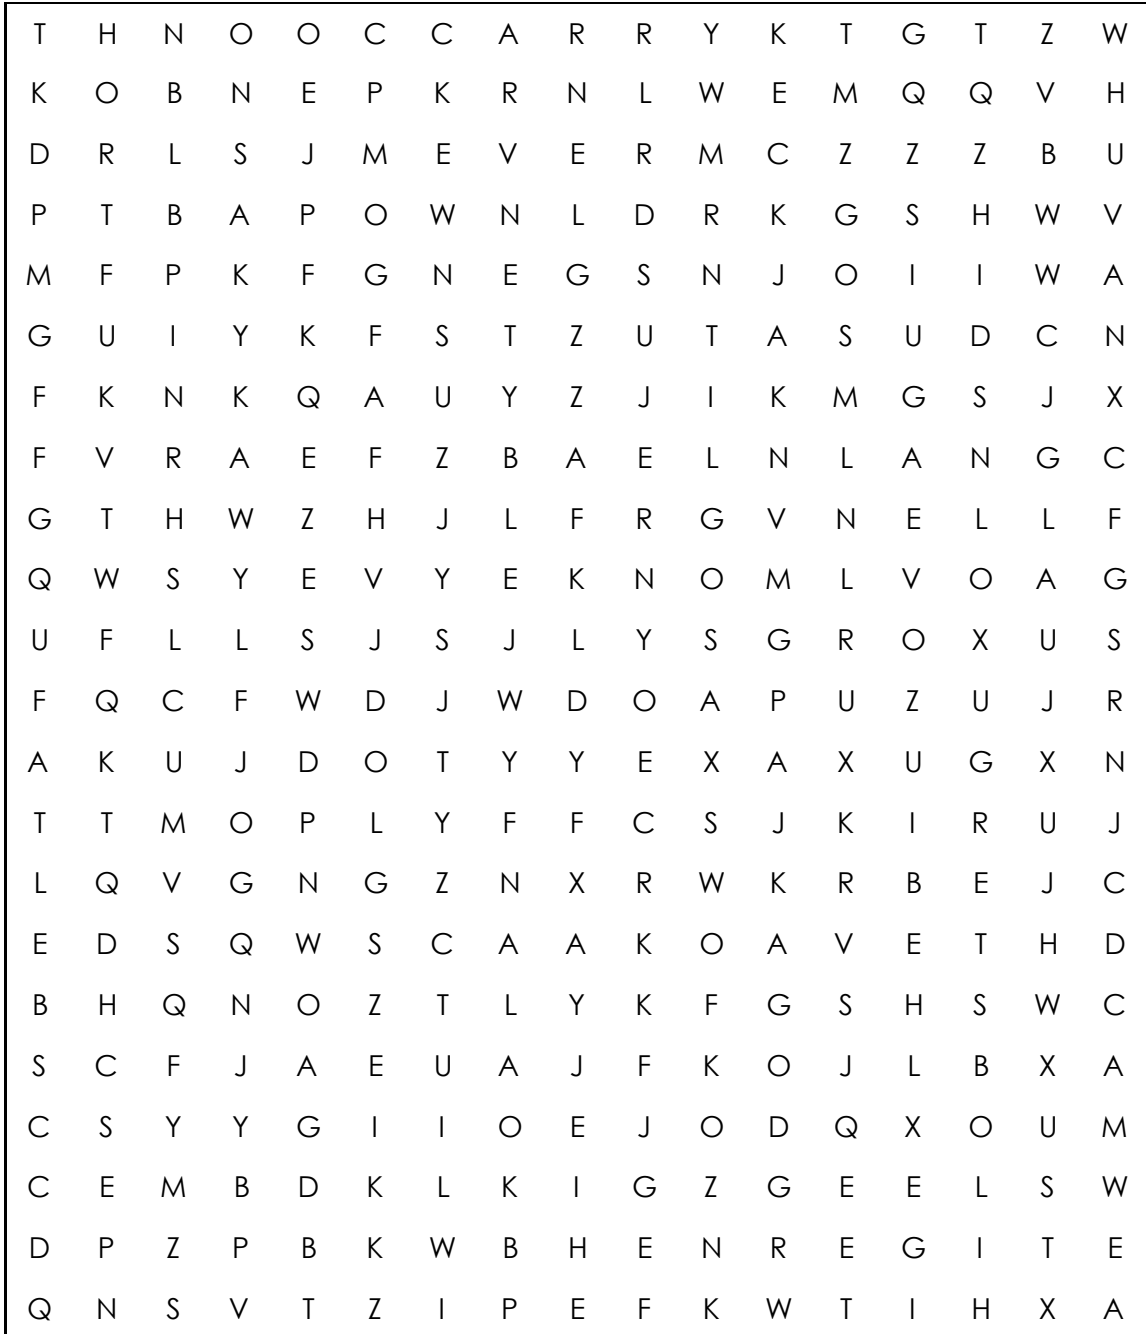 T H N O O C C A R R Y K T G T Z W
K O B N E P K R N L W E M Q Q V H
D R L S J M E V E R M C Z Z Z B U
P T B A P O W N L D R K G S H W V
M F P K F G N E G S N J O I I W A
G U I Y K F S T Z U T A S U D C N
F K N K Q A U Y Z J I K M G S J X
F V R A E F Z B A E L N L A N G C
G T H W Z H J L F R G V N E L L F
Q W S Y E V Y E K N O M L V O A G
U F L L S J S J L Y S G R O X U S
F Q C F W D J W D O A P U Z U J R
A K U J D O T Y Y E X A X U G X N
T T M O P L Y F F C S J K I R U J
L Q V G N G Z N X R W K R B E J C
E D S Q W S C A A K O A V E T H D
B H Q N O Z T L Y K F G S H S W C
S C F J A E U A J F K O J L B X A
C S Y Y G I I O E J O D Q X O U M
C E M B D K L K I G Z G E E L S W
D P Z P B K W B H E N R E G I T E
Q N S V T Z I P E F K W T I H X A